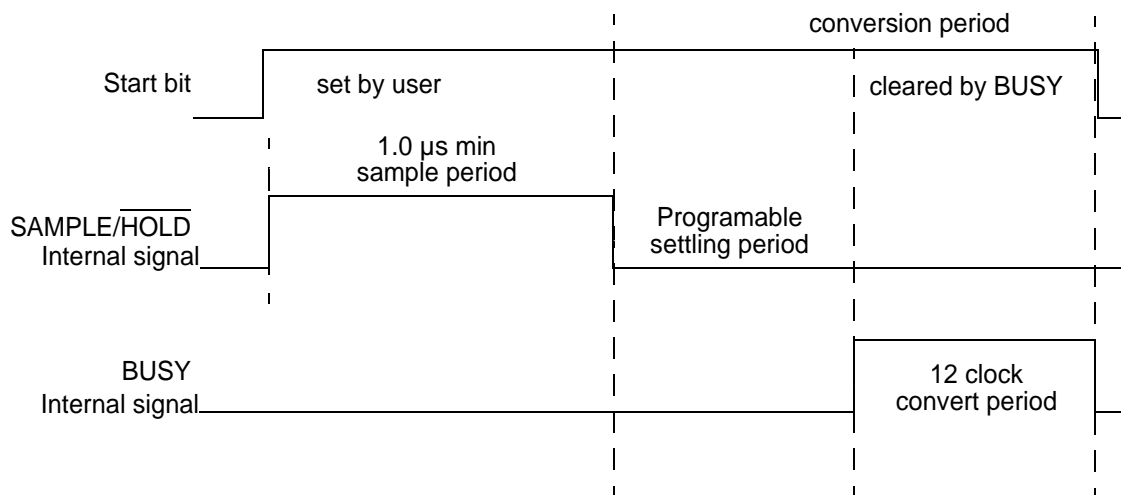 conversion period
Start bit
set by user
cleared by BUSY
1.0 µs min
sample period
SAMPLE/HOLD
Internal signal
Programable
settling period
BUSY
Internal signal
12 clock
convert period